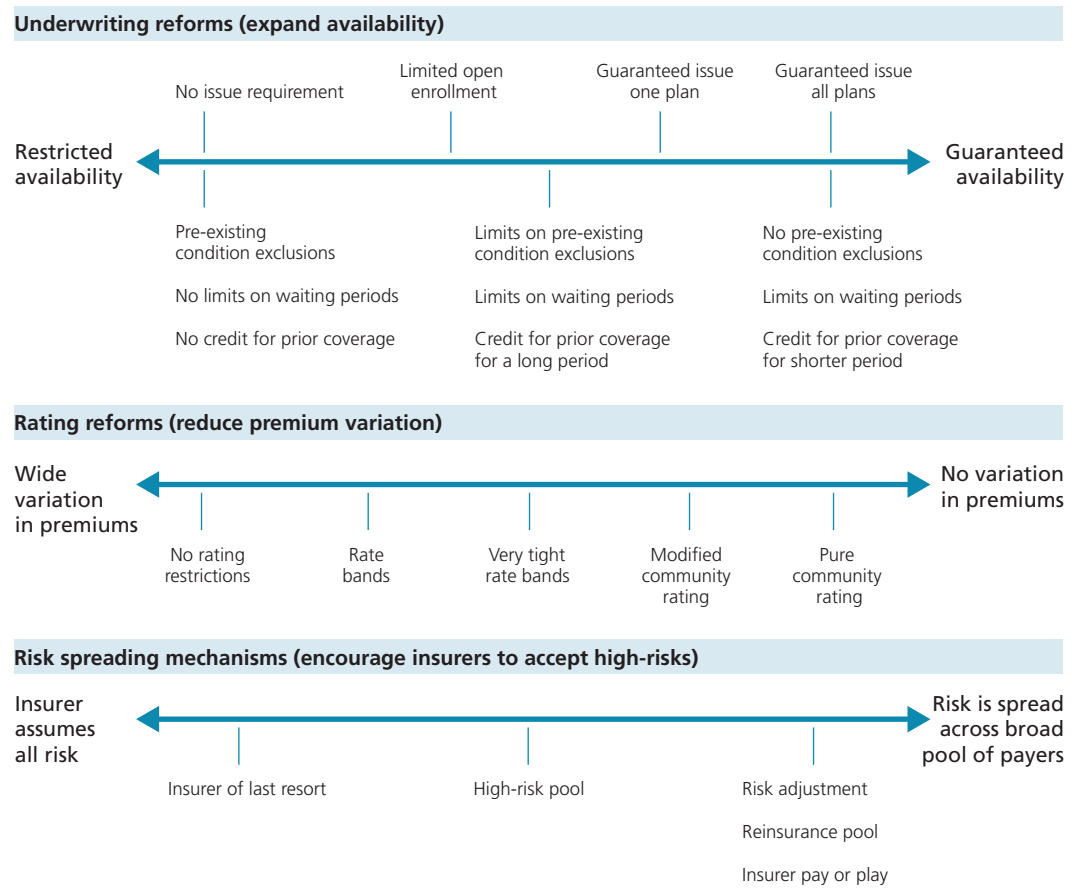 Underwriting reforms (expand availability)
No issue requirement
Limited open
enrollment
Guaranteed issue
one plan
Guaranteed issue
all plans
Restricted
availability
Guaranteed
availability
Pre-existing
condition exclusions
No limits on waiting periods
No credit for prior coverage
Limits on pre-existing
condition exclusions
Limits on waiting periods
Credit for prior coverage
for a long period
No pre-existing
condition exclusions
Limits on waiting periods
Credit for prior coverage
for shorter period
Rating reforms (reduce premium variation)
Wide
variation
in premiums
No variation
in premiums
No rating
restrictions
Rate
bands
Very tight
rate bands
Modified
community
rating
Pure
community
rating
Risk spreading mechanisms (encourage insurers to accept high-risks)
Insurer
assumes
all risk
Risk is spread
across broad
pool of payers
Insurer of last resort
High-risk pool
Risk adjustment
Reinsurance pool
Insurer pay or play